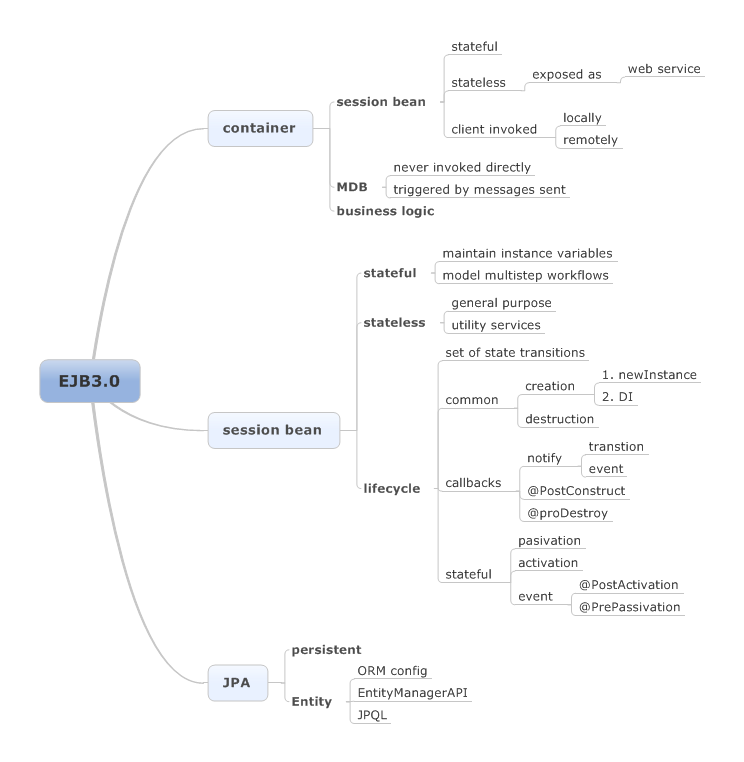 EJB3.0
container
session bean
stateful
stateless
exposed as
web service
client invoked
locally
remotely
MDB
never invoked directly
triggered by messages sent
business logic
session bean
stateful
maintain instance variables
model multistep workflows
stateless
general purpose
utility services
lifecycle
set of state transitions
common
creation
1. newInstance
2. DI
destruction
callbacks
notify
transtion
event
@PostConstruct
@proDestroy
stateful
pasivation
activation
event
@PostActivation
@PrePassivation
JPA
persistent
Entity
ORM config
EntityManagerAPI
JPQL